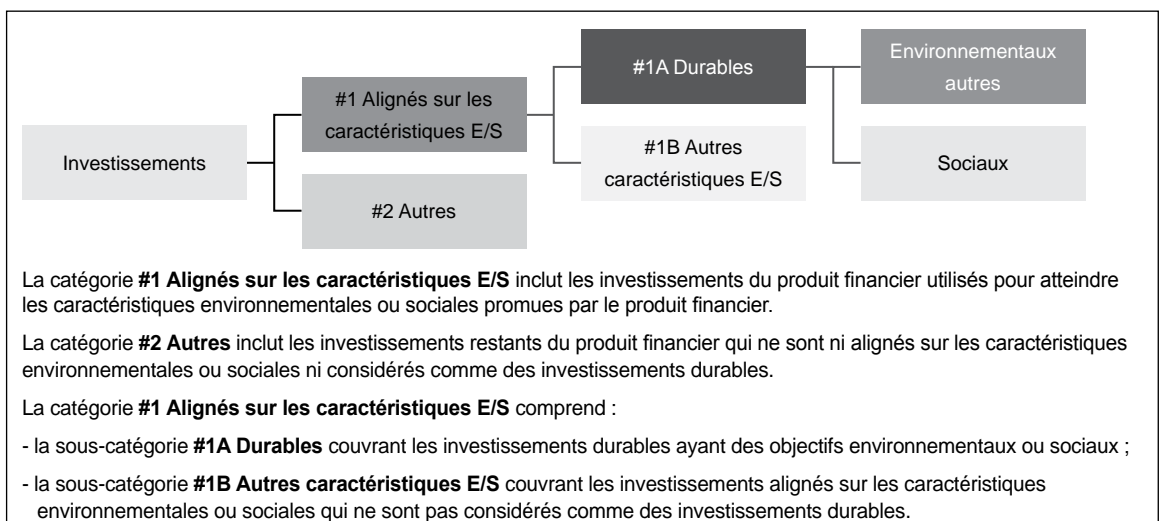 Investissements
#1 Alignés sur les
caractéristiques E/S
#2 Autres
#1A Durables
#1B Autres
caractéristiques E/S
Environnementaux
autres
Sociaux
La catégorie #1 Alignés sur les caractéristiques E/S inclut les investissements du produit financier utilisés pour atteindre
les caractéristiques environnementales ou sociales promues par le produit financier.
La catégorie #2 Autres inclut les investissements restants du produit financier qui ne sont ni alignés sur les caractéristiques
environnementales ou sociales ni considérés comme des investissements durables.
La catégorie #1 Alignés sur les caractéristiques E/S comprend :
- la sous-catégorie #1A Durables couvrant les investissements durables ayant des objectifs environnementaux ou sociaux ;
- la sous-catégorie #1B Autres caractéristiques E/S couvrant les investissements alignés sur les caractéristiques
environnementales ou sociales qui ne sont pas considérés comme des investissements durables.